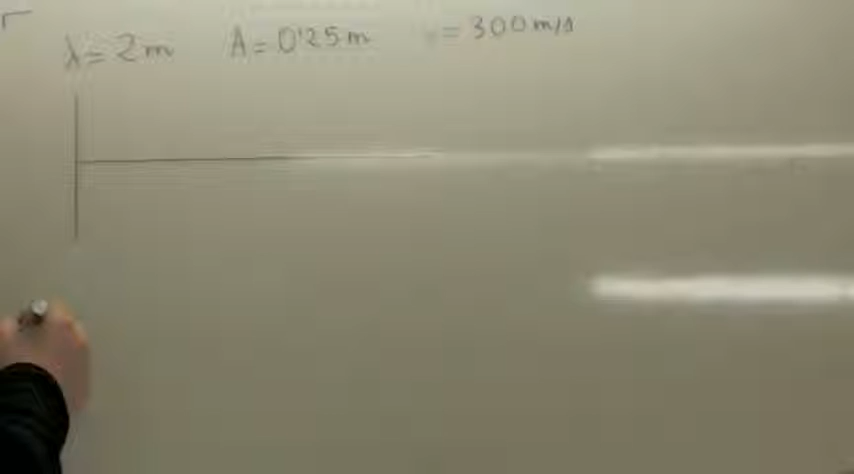 λ = 2 m A = 0'25 m = 300 m/s